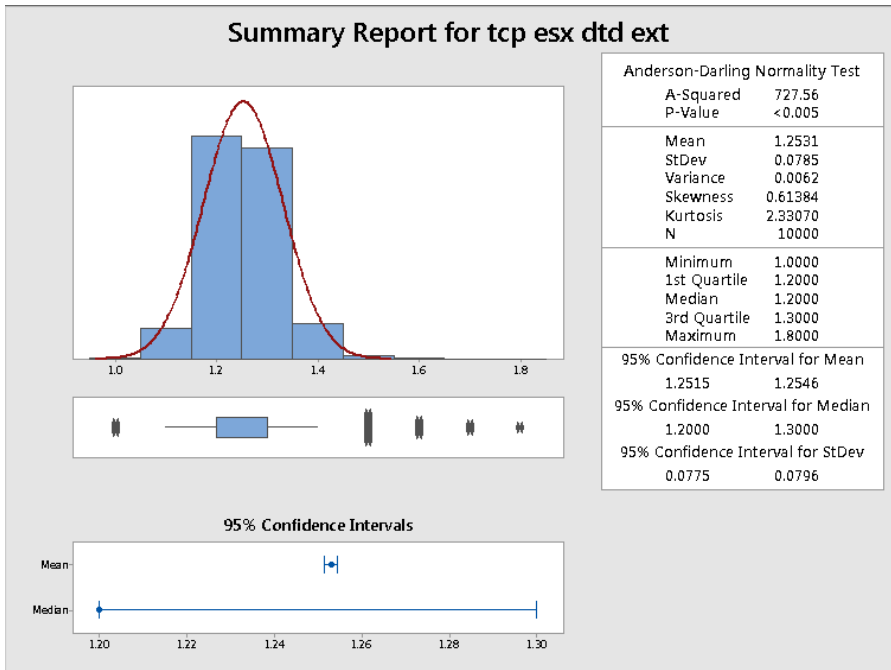 Summary Report for tcp esx dtd ext
1.0 1.2 1.4 1.6 1.8
95% Confidence Intervals
Mean
Median
1.20 1.22 1.24 1.26 1.28 1.30
Anderson-Darling Normality Test
A-Squared 727.56
P-Value <0.005
Mean 1.2531
StDev 0.0785
Variance 0.0062
Skewness 0.61384
Kurtosis 2.33070
N 10000
Minimum 1.0000
1st Quartile 1.2000
Median 1.2000
3rd Quartile 1.3000
Maximum 1.8000
95% Confidence Interval for Mean
1.2515 1.2546
95% Confidence Interval for Median
1.2000 1.3000
95% Confidence Interval for StDev
0.0775 0.0796